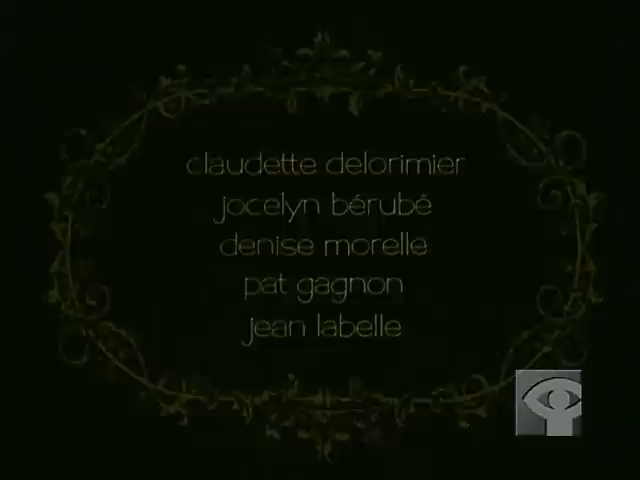 claudette delorimier
jocelyn bérubé
denise morelle
pat gagnon
jean labelle